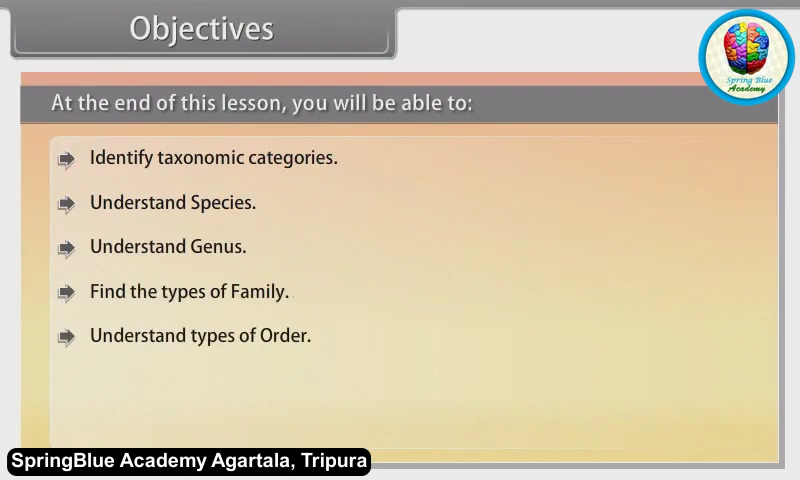 Objectives
Spring Blue
Academy
At the end of this lesson, you will be able to:
Identify taxonomic categories.
Understand Species.
Understand Genus.
Find the types of Family.
Understand types of Order.
SpringBlue Academy Agartala, Tripura